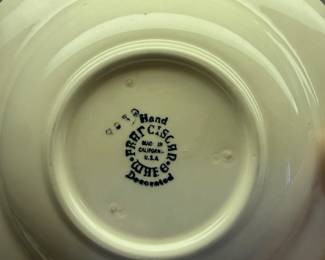 Hand
FRANCISCAN
MADE IN
CALIFORNIA
U.S.A.
WARE
Decorated